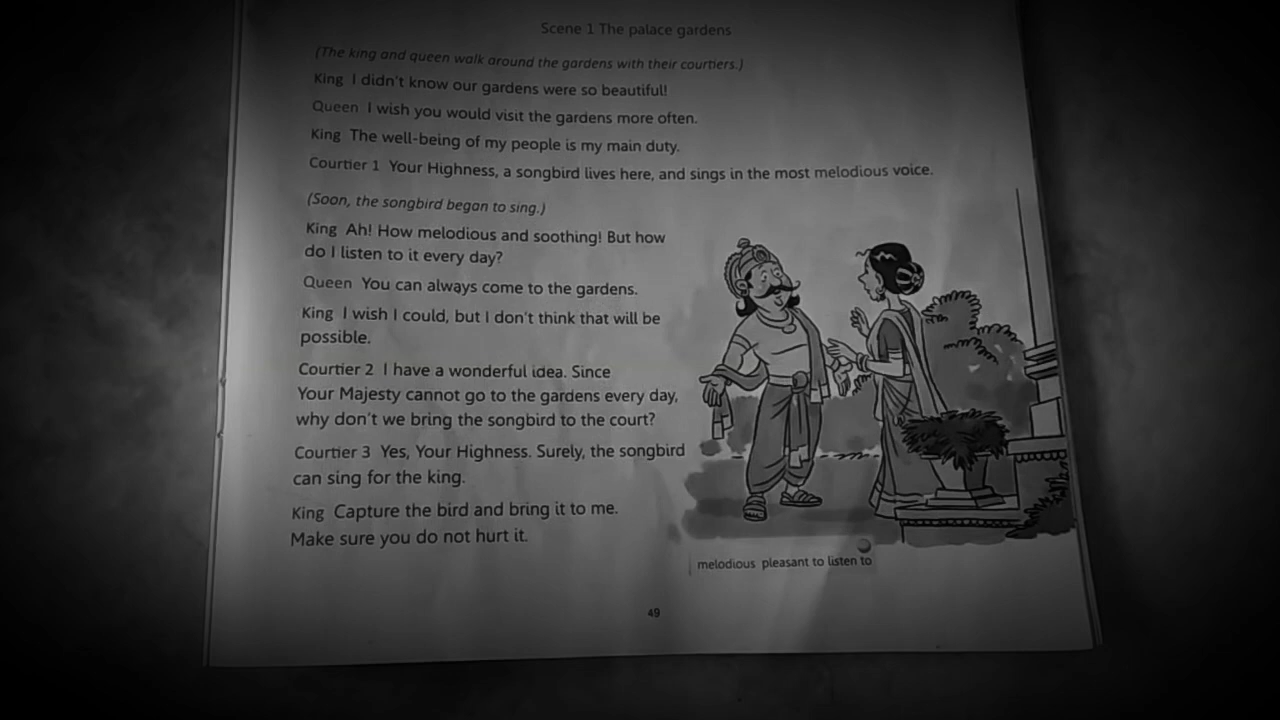 Scene 1 The palace gardens
(The king and queen walk around the gardens with their courtiers.)
King I didn't know our gardens were so beautiful!
Queen I wish you would visit the gardens more often.
King The well-being of my people is my main duty.
Courtier 1 Your Highness, a songbird lives here, and sings in the most melodious voice.
(Soon, the songbird began to sing.)
King Ah! How melodious and soothing! But how
do I listen to it every day?
Queen You can always come to the gardens.
King I wish I could, but I don't think that will be
possible.
Courtier 2 I have a wonderful idea. Since
Your Majesty cannot go to the gardens every day,
why don't we bring the songbird to the court?
Courtier 3 Yes, Your Highness. Surely, the songbird
can sing for the king.
King Capture the bird and bring it to me.
Make sure you do not hurt it.
melodious pleasant to listen to
49